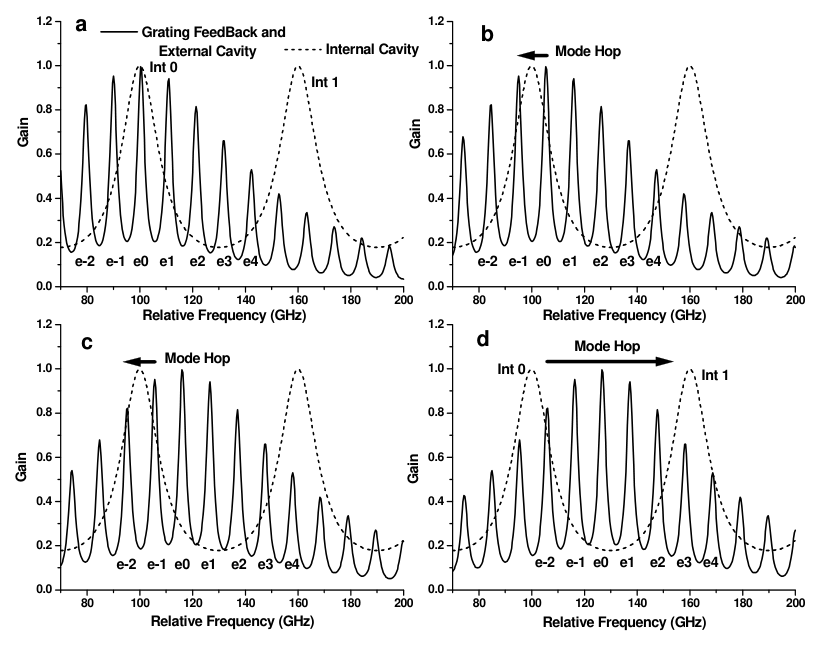 a
Grating FeedBack and
External Cavity
Internal Cavity
Int 0
Int 1
1.2
1.0
0.8
0.6
0.4
0.2
0.0
Gain
e-2 e-1 e0 e1 e2 e3 e4
80 100 120 140 160 180 200
Relative Frequency (GHz)
b
Mode Hop
1.2
1.0
0.8
0.6
0.4
0.2
0.0
Gain
e-2 e-1 e0 e1 e2 e3 e4
80 100 120 140 160 180 200
Relative Frequency (GHz)
c
Mode Hop
1.2
1.0
0.8
0.6
0.4
0.2
0.0
Gain
e-2 e-1 e0 e1 e2 e3 e4
80 100 120 140 160 180 200
Relative Frequency (GHz)
d
Mode Hop
Int 0
Int 1
1.2
1.0
0.8
0.6
0.4
0.2
0.0
Gain
e-2 e-1 e0 e1 e2 e3 e4
80 100 120 140 160 180 200
Relative Frequency (GHz)